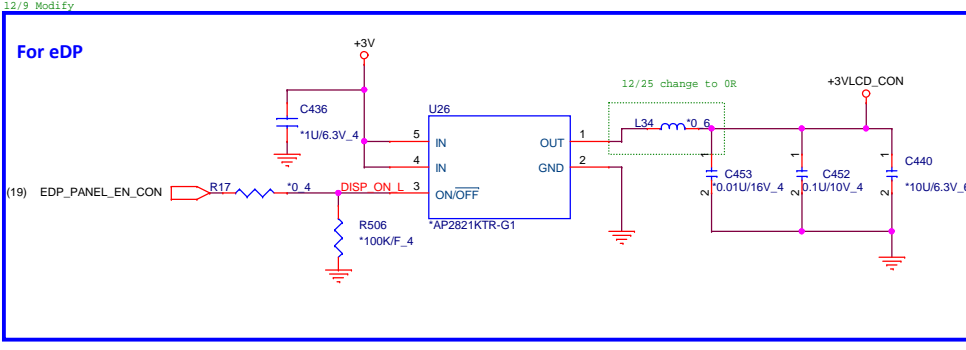 12/9 Modify
For eDP
+3V
12/25 change to 0R
+3VLCD_CON
C436
*1U/6.3V_4
U26
L34 *0_6
5 IN
OUT 1
4 IN
GND 2
1 1 1
C453
*0.01U/16V_4
C452
0.1U/10V_4
C440
*10U/6.3V_6
2 2 2
(19) EDP_PANEL_EN_CON
R17 *0_4
DISP_ON_L 3 ON/OFF
*AP2821KTR-G1
R506
*100K/F_4